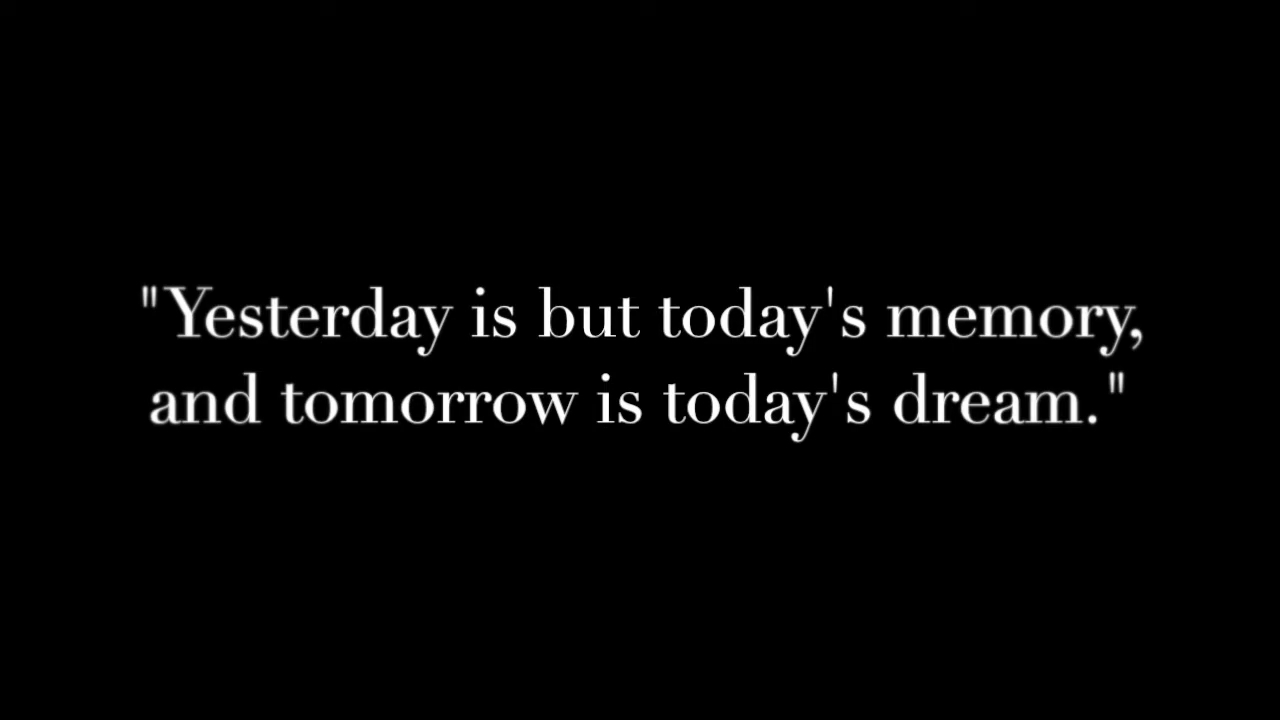 "Yesterday is but today's memory,
and tomorrow is today's dream."